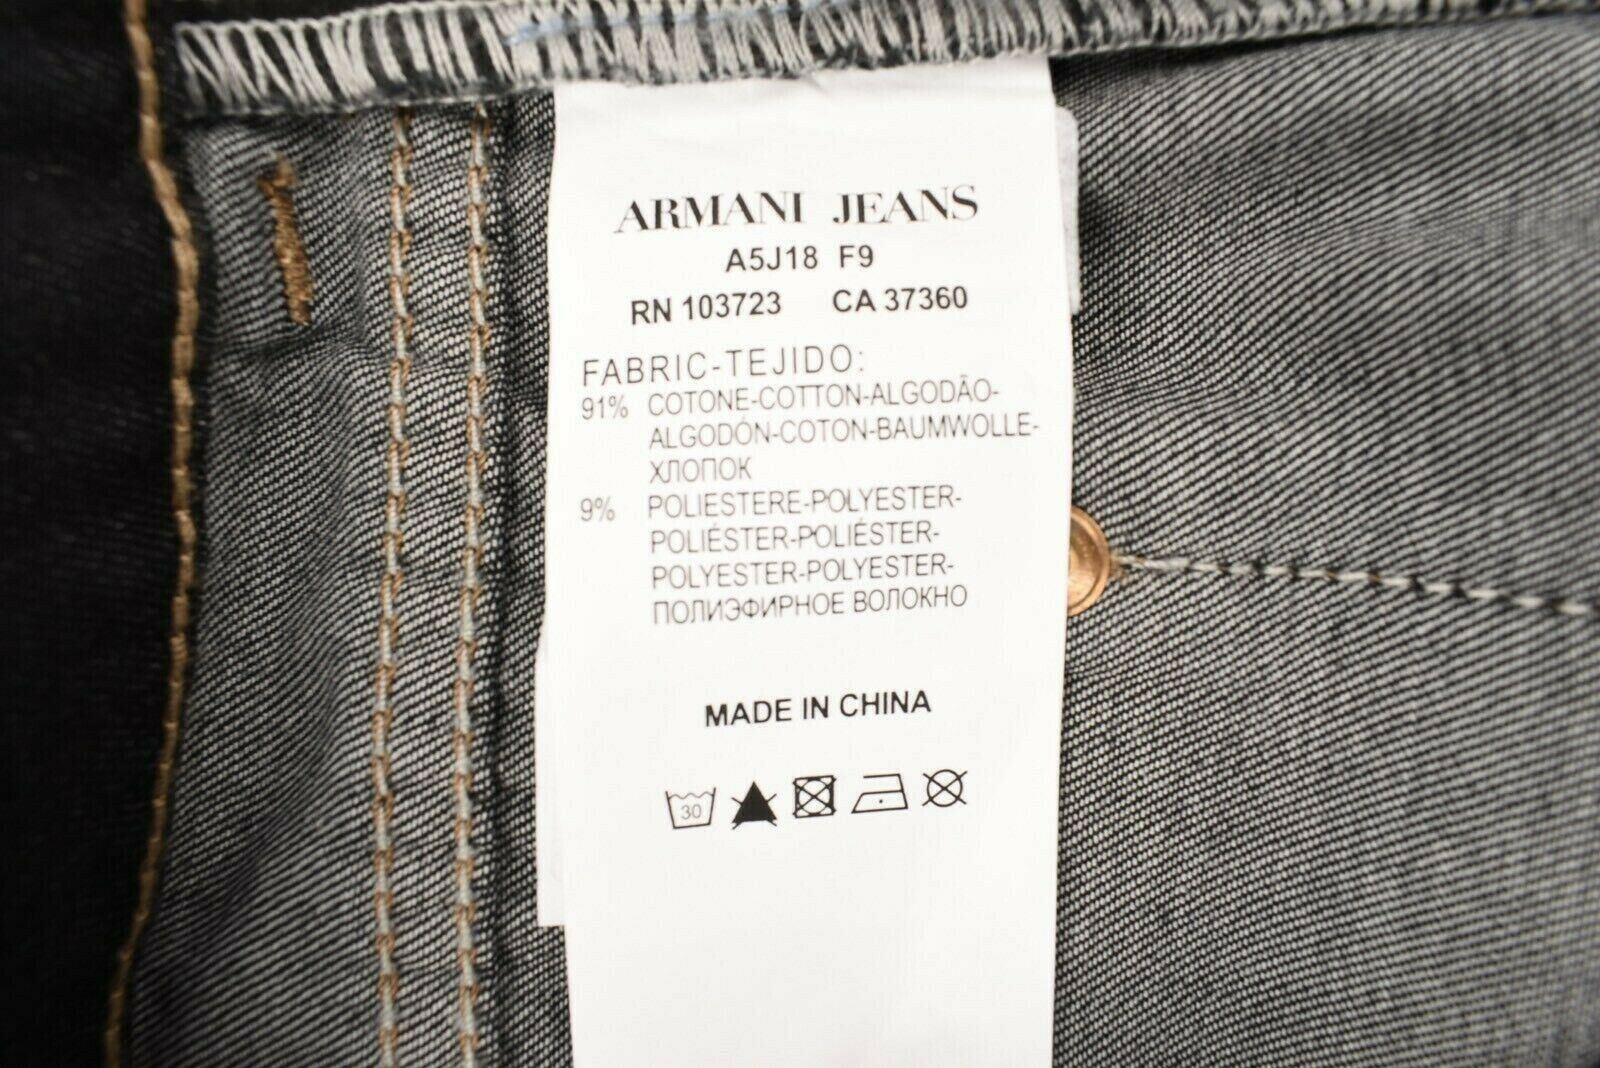 ARMANI JEANS
A5J18 F9
RN 103723 CA 37360
FABRIC-TEJIDO:
91% COTONE-COTTON-ALGODÃO-
ALGODÓN-COTON-BAUMWOLLE-
ХЛОПОК
9% POLIESTERE-POLYESTER-
POLIÉSTER-POLIÉSTER-
POLYESTER-POLYESTER-
ПОЛИЭФИРНОЕ ВОЛОКНО
MADE IN CHINA
30